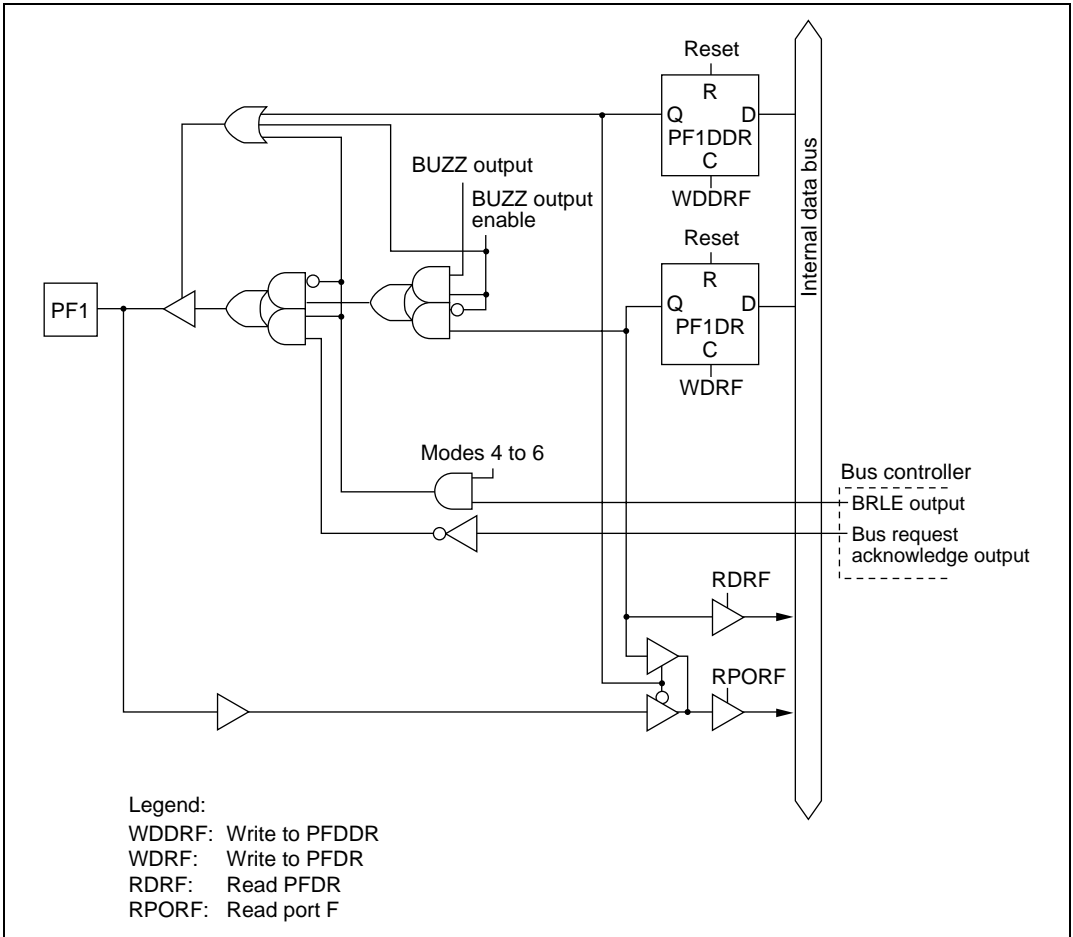 Reset
R
Q D
PF1DDR
C
WDDRF
BUZZ output
BUZZ output
enable
Reset
R
Q D
PF1DR
C
WDRF
Internal data bus
PF1
Modes 4 to 6
Bus controller
BRLE output
Bus request
acknowledge output
RDRF
RPORF
Legend:
WDDRF: Write to PFDDR
WDRF: Write to PFDR
RDRF: Read PFDR
RPORF: Read port F